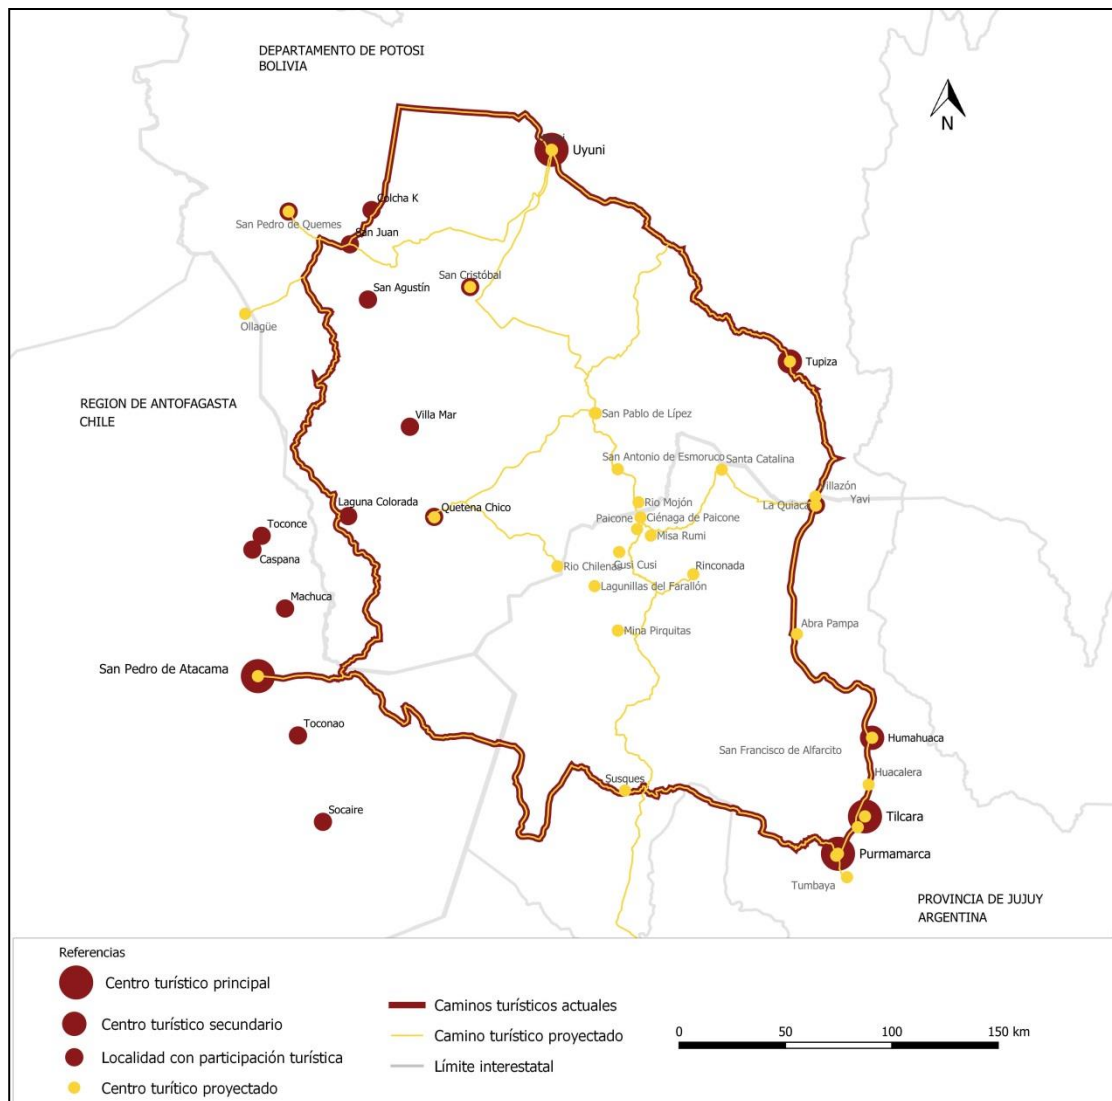 DEPARTAMENTO DE POTOSI
BOLIVIA
N
Uyuni
Colcha K
San Pedro de Quemes
San Juan
San Cristóbal
San Agustín
Ollagüe
Tupiza
REGION DE ANTOFAGASTA
CHILE
Villa Mar
San Pablo de Lípez
San Antonio de Esmoruco
Santa Catalina
Villazón
Yavi
La Quiaca
Laguna Colorada
Quetena Chico
Rio Mojón
Paicone
Ciénaga de Paicone
Toconce
Misa Rumi
Caspana
Cusi Cusi
Rio Chilenas
Rinconada
Lagunillas del Farallón
Machuca
Mina Pirquitas
Abra Pampa
San Pedro de Atacama
Toconao
Humahuaca
San Francisco de Alfarcito
Huacalera
Susques
Socaire
Tilcara
Purmamarca
Tumbaya
PROVINCIA DE JUJUY
ARGENTINA
Referencias
Centro turístico principal
Centro turístico secundario
Localidad con participación turística
Centro turítico proyectado
Caminos turísticos actuales
Camino turístico proyectado
Límite interestatal
0 50 100 150 km